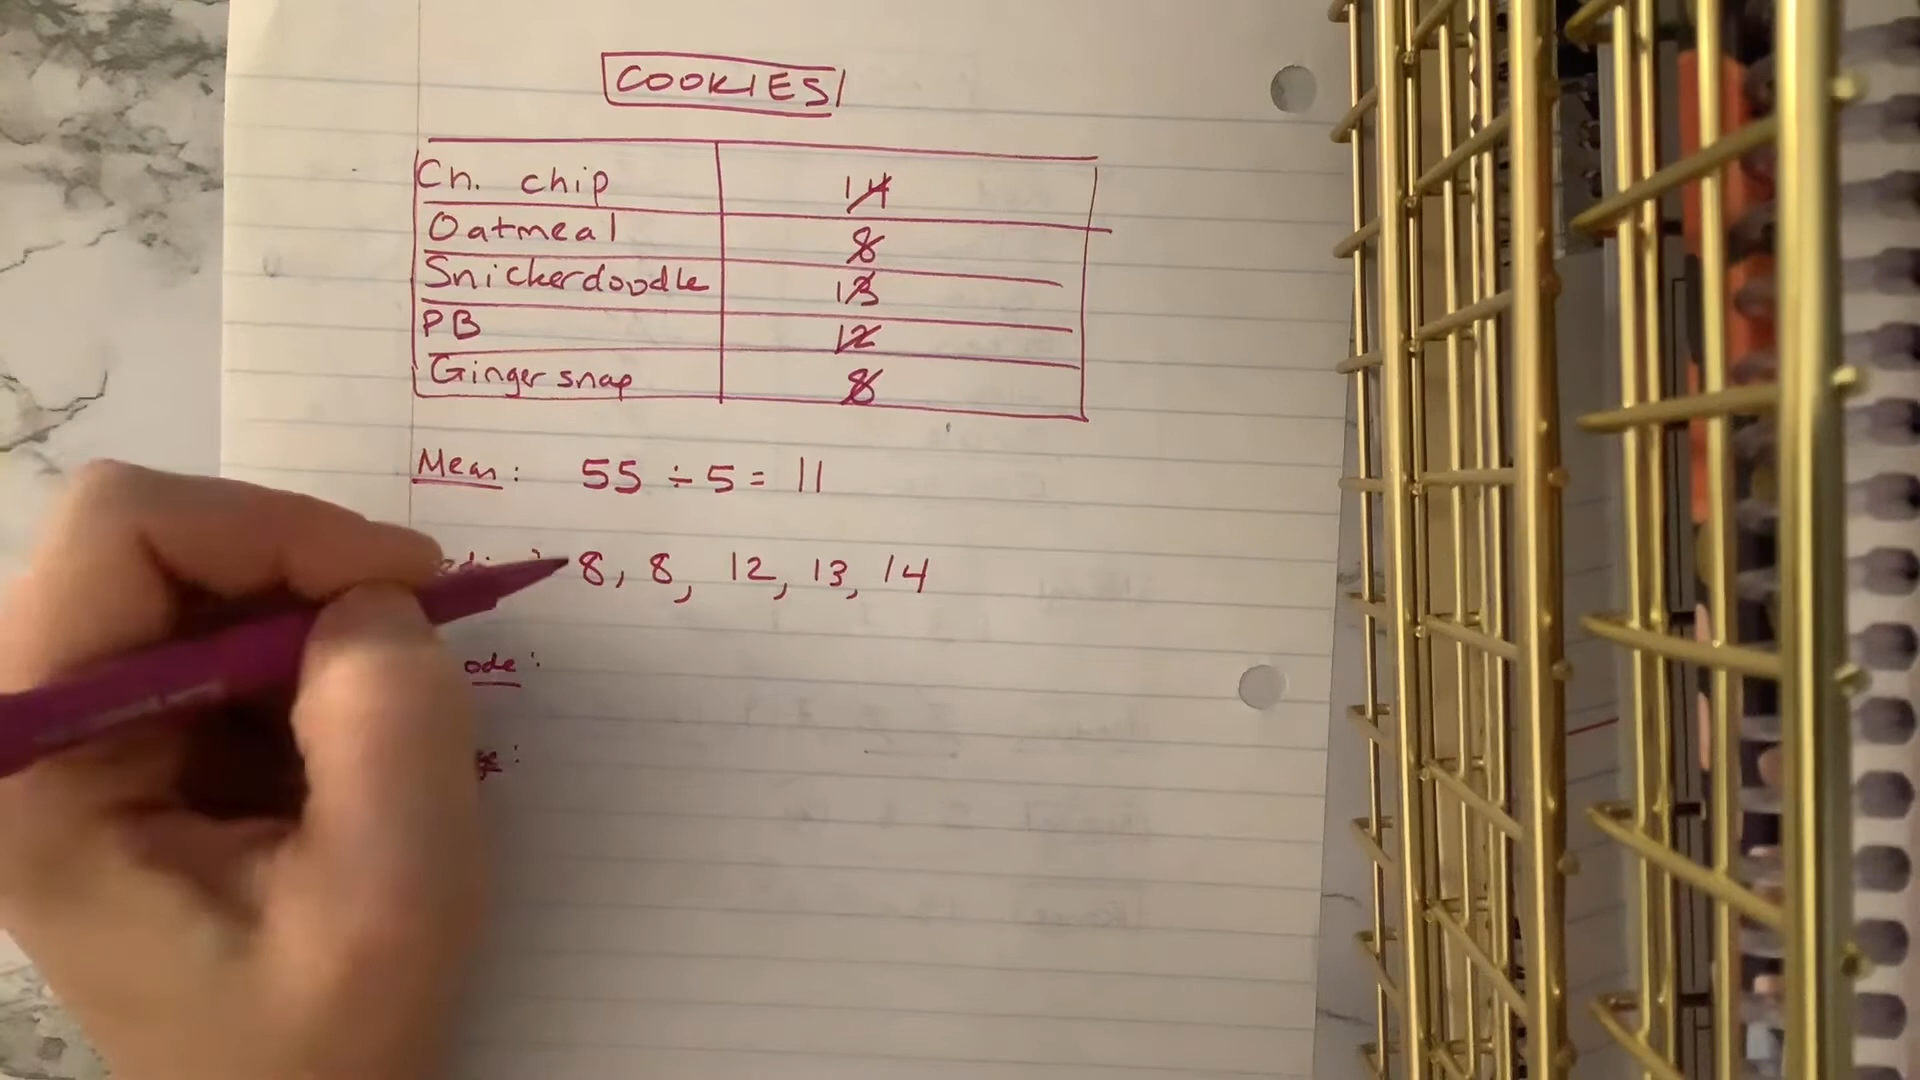 COOKIES
Ch. chip 14
Oatmeal 8
Snickerdoodle 13
PB 12
Ginger snap 8
Mean: 55 ÷ 5 = 11
8, 8, 12, 13, 14
ode: